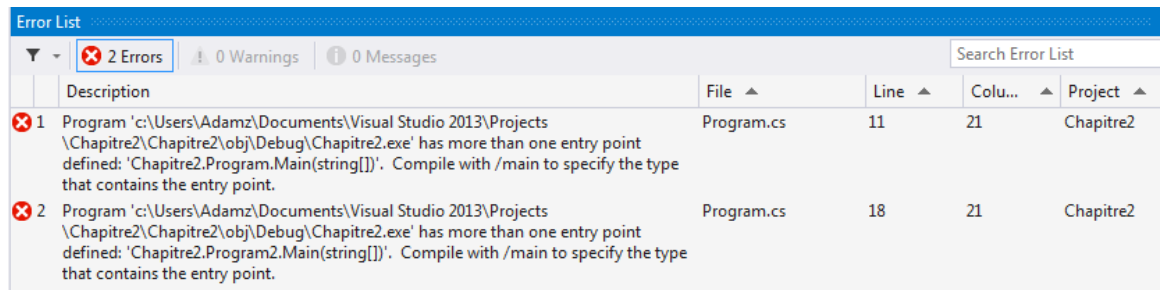 Error List
2 Errors 0 Warnings 0 Messages Search Error List
Description File Line Colu... Project
1 Program 'c:\Users\Adamz\Documents\Visual Studio 2013\Projects Program.cs 11 21 Chapitre2
\Chapitre2\Chapitre2\obj\Debug\Chapitre2.exe' has more than one entry point
defined: 'Chapitre2.Program.Main(string[])'.  Compile with /main to specify the type
that contains the entry point.
2 Program 'c:\Users\Adamz\Documents\Visual Studio 2013\Projects Program.cs 18 21 Chapitre2
\Chapitre2\Chapitre2\obj\Debug\Chapitre2.exe' has more than one entry point
defined: 'Chapitre2.Program2.Main(string[])'.  Compile with /main to specify the type
that contains the entry point.